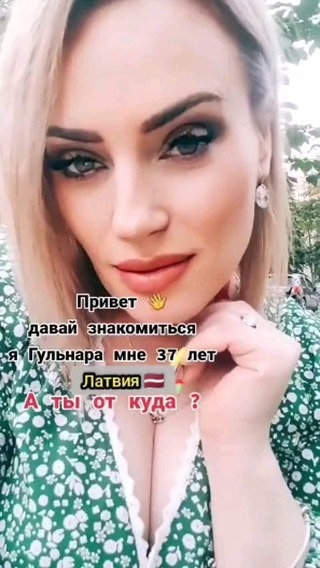 Привет 👋
давай знакомиться
я Гульнара мне 37 лет
Латвия 🇱🇻
А ты от куда ?